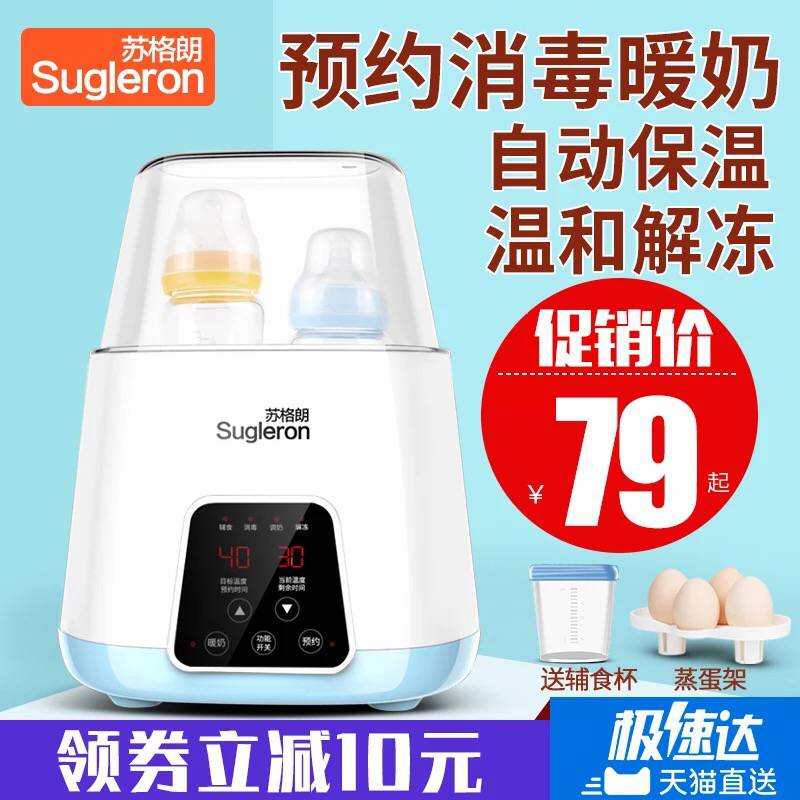 苏格朗
Sugleron
预约消毒暖奶
自动保温
温和解冻
促销价
¥79起
苏格朗
Sugleron
辅食 消毒 调奶 解冻
40 30
目标温度 当前温度
预约时间 剩余时间
暖奶 功能开关 预约
送辅食杯 蒸蛋架
领券立减10元
极速达
天猫直送